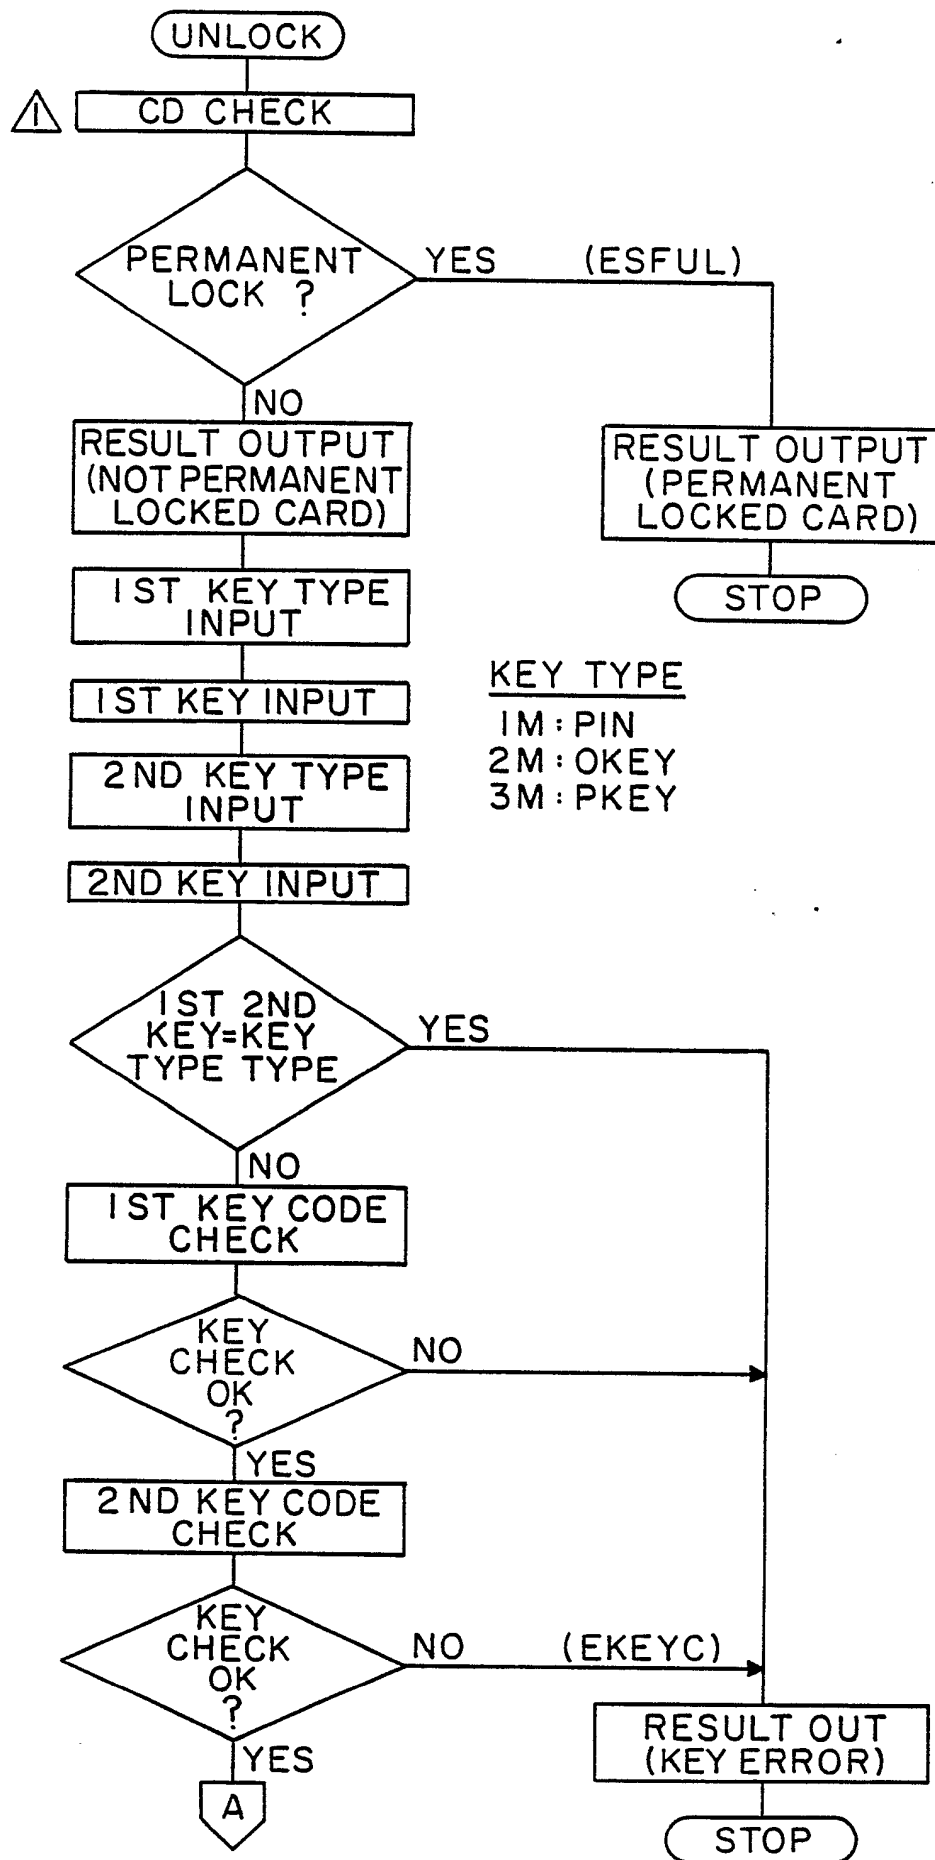 UNLOCK
1
CD CHECK
PERMANENT
LOCK ?
YES (ESFUL)
NO
RESULT OUTPUT
(NOT PERMANENT
LOCKED CARD)
RESULT OUTPUT
(PERMANENT
LOCKED CARD)
STOP
1ST KEY TYPE
INPUT
1ST KEY INPUT
2ND KEY TYPE
INPUT
2ND KEY INPUT
KEY TYPE
1M : PIN
2M : OKEY
3M : PKEY
1ST 2ND
KEY=KEY
TYPE TYPE
YES
NO
1ST KEY CODE
CHECK
KEY
CHECK
OK
?
NO
YES
2ND KEY CODE
CHECK
KEY
CHECK
OK
?
NO (EKEYC)
YES
A
RESULT OUT
(KEY ERROR)
STOP